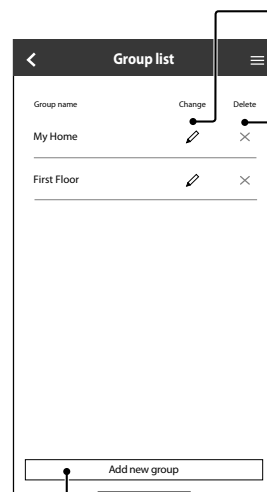 Group list
Group name Change Delete
My Home
First Floor
Add new group